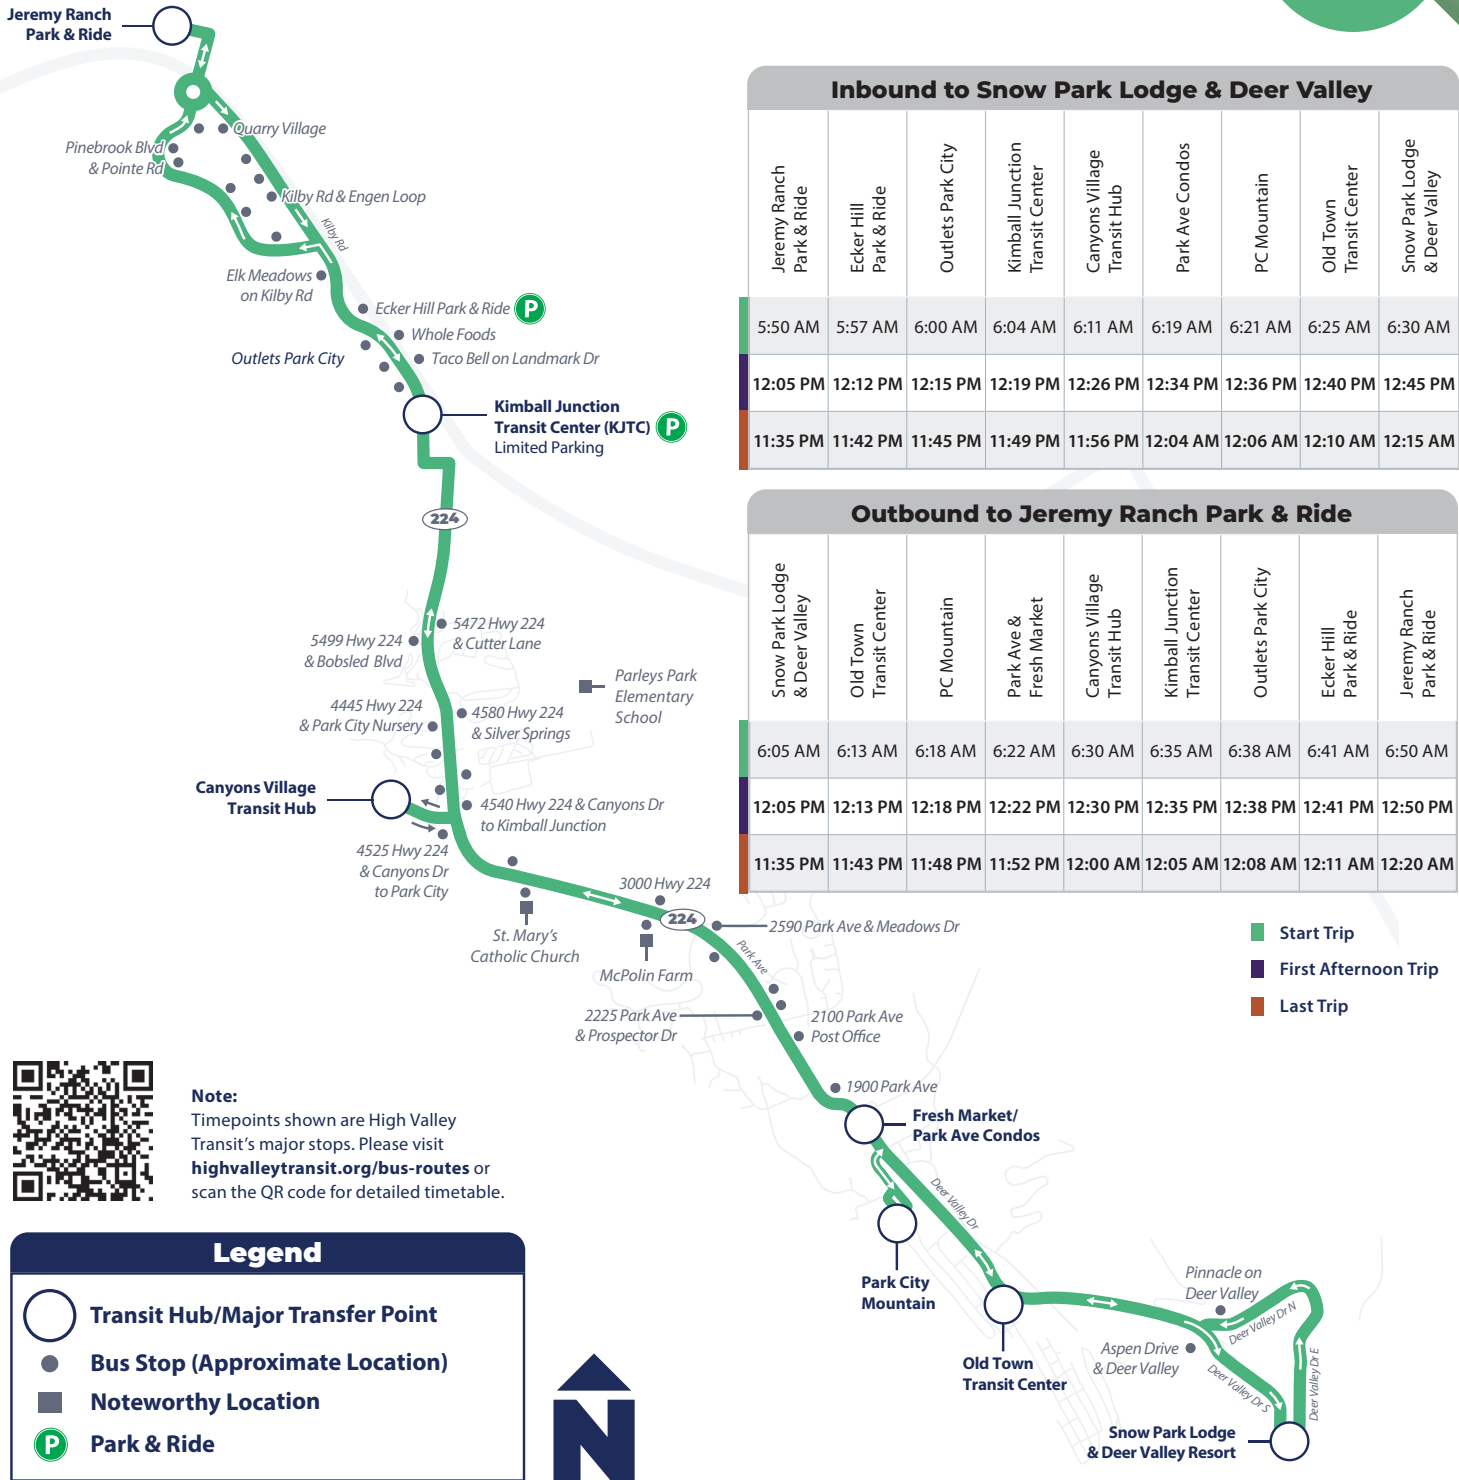 Jeremy Ranch
Park & Ride
Quarry Village
Pinebrook Blvd
& Pointe Rd
Kilby Rd & Engen Loop
Kilby Rd
Elk Meadows
on Kilby Rd
Ecker Hill Park & Ride P
Whole Foods
Outlets Park City
Taco Bell on Landmark Dr
Kimball Junction
Transit Center (KJTC) P
Limited Parking
224
5472 Hwy 224
& Cutter Lane
5499 Hwy 224
& Bobsled Blvd
Parleys Park
Elementary
School
4445 Hwy 224
& Park City Nursery
4580 Hwy 224
& Silver Springs
Canyons Village
Transit Hub
4540 Hwy 224 & Canyons Dr
to Kimball Junction
4525 Hwy 224
& Canyons Dr
to Park City
3000 Hwy 224
224
St. Mary's
Catholic Church
McPolin Farm
2590 Park Ave & Meadows Dr
Park Ave
2225 Park Ave
& Prospector Dr
2100 Park Ave
Post Office
1900 Park Ave
Fresh Market/
Park Ave Condos
Deer Valley Dr
Park City
Mountain
Old Town
Transit Center
Pinnacle on
Deer Valley
Deer Valley Dr N
Aspen Drive
& Deer Valley
Deer Valley Dr S
Deer Valley Dr E
Snow Park Lodge
& Deer Valley Resort
Inbound to Snow Park Lodge & Deer Valley
Jeremy Ranch
Park & Ride
Ecker Hill
Park & Ride
Outlets Park City
Kimball Junction
Transit Center
Canyons Village
Transit Hub
Park Ave Condos
PC Mountain
Old Town
Transit Center
Snow Park Lodge
& Deer Valley
5:50 AM 5:57 AM 6:00 AM 6:04 AM 6:11 AM 6:19 AM 6:21 AM 6:25 AM 6:30 AM
12:05 PM 12:12 PM 12:15 PM 12:19 PM 12:26 PM 12:34 PM 12:36 PM 12:40 PM 12:45 PM
11:35 PM 11:42 PM 11:45 PM 11:49 PM 11:56 PM 12:04 AM 12:06 AM 12:10 AM 12:15 AM
Outbound to Jeremy Ranch Park & Ride
Snow Park Lodge
& Deer Valley
Old Town
Transit Center
PC Mountain
Park Ave &
Fresh Market
Canyons Village
Transit Hub
Kimball Junction
Transit Center
Outlets Park City
Ecker Hill
Park & Ride
Jeremy Ranch
Park & Ride
6:05 AM 6:13 AM 6:18 AM 6:22 AM 6:30 AM 6:35 AM 6:38 AM 6:41 AM 6:50 AM
12:05 PM 12:13 PM 12:18 PM 12:22 PM 12:30 PM 12:35 PM 12:38 PM 12:41 PM 12:50 PM
11:35 PM 11:43 PM 11:48 PM 11:52 PM 12:00 AM 12:05 AM 12:08 AM 12:11 AM 12:20 AM
Start Trip
First Afternoon Trip
Last Trip
Note:
Timepoints shown are High Valley
Transit's major stops. Please visit
highvalleytransit.org/bus-routes or
scan the QR code for detailed timetable.
Legend
Transit Hub/Major Transfer Point
Bus Stop (Approximate Location)
Noteworthy Location
P Park & Ride
N